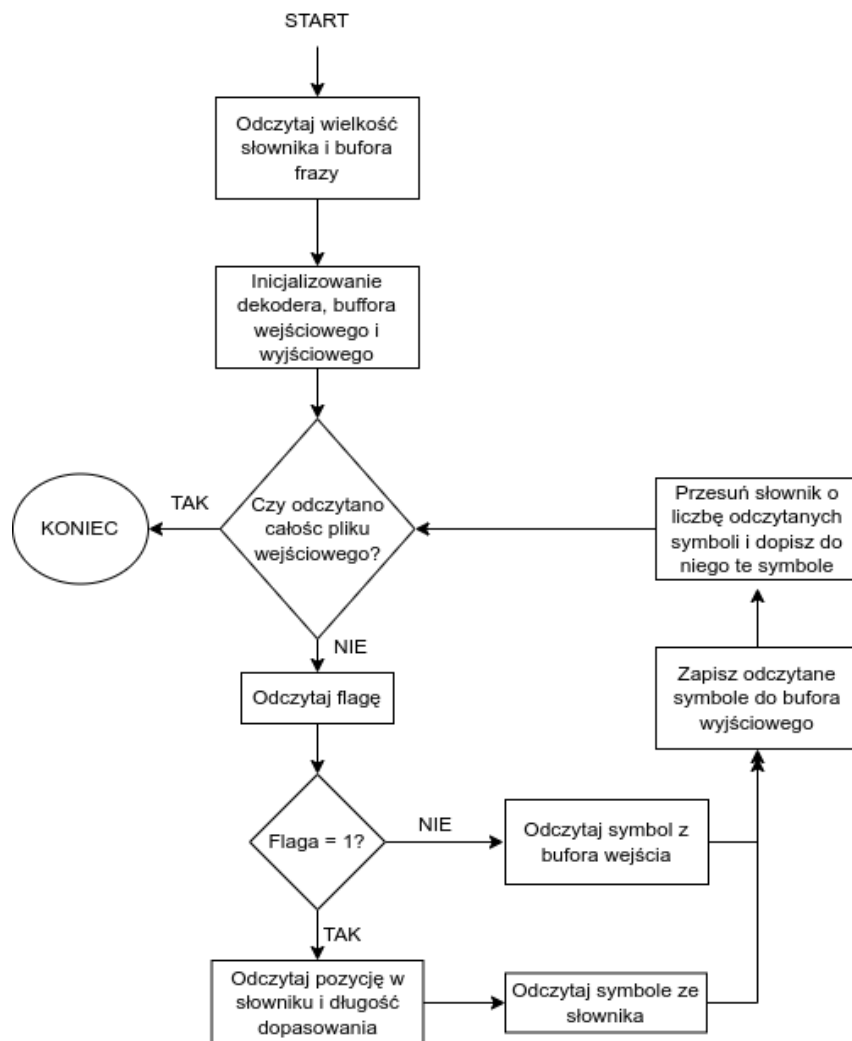 START
Odczytaj wielkość
słownika i bufora
frazy
Inicjalizowanie
dekodera, buffora
wejściowego i
wyjściowego
Czy odczytano
całośc pliku
wejściowego?
TAK
KONIEC
NIE
Odczytaj flagę
Flaga = 1?
NIE
Odczytaj symbol z
bufora wejścia
TAK
Odczytaj pozycję w
słowniku i długość
dopasowania
Odczytaj symbole ze
słownika
Zapisz odczytane
symbole do bufora
wyjściowego
Przesuń słownik o
liczbę odczytanych
symboli i dopisz do
niego te symbole